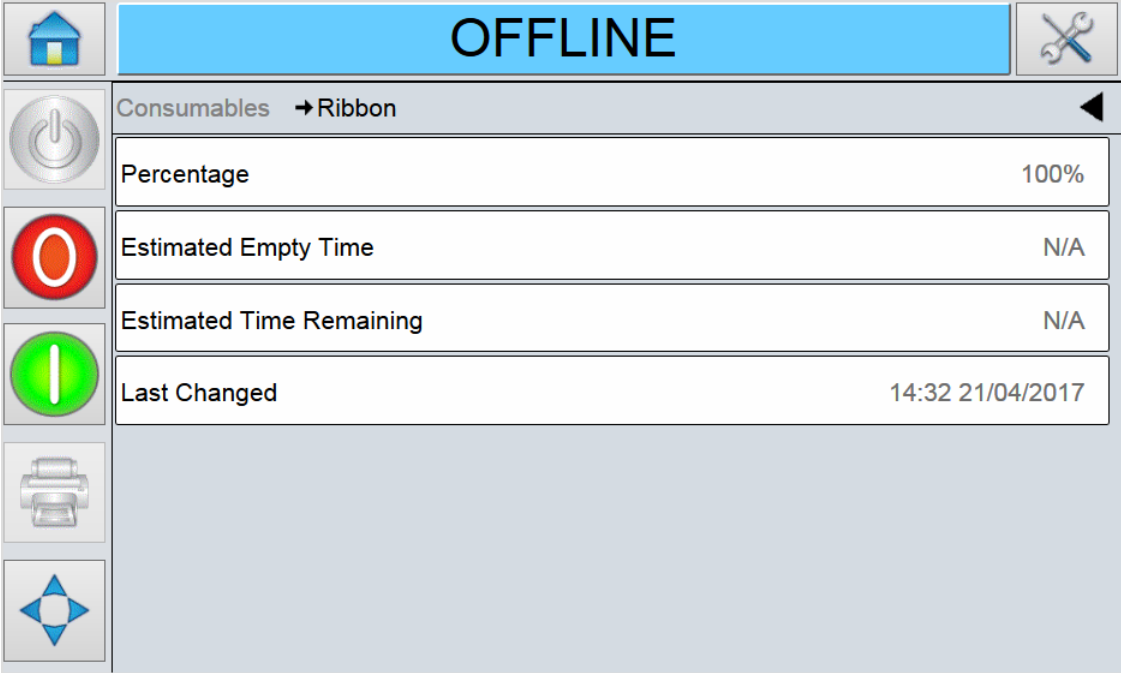 OFFLINE
Consumables ➔Ribbon
Percentage 100%
Estimated Empty Time N/A
Estimated Time Remaining N/A
Last Changed 14:32 21/04/2017